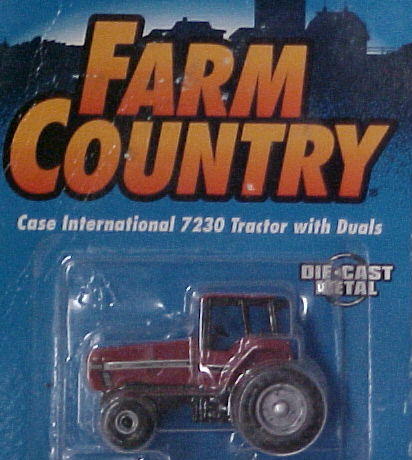 FARM
COUNTRY
Case International 7230 Tractor with Duals
DIE-CAST
METAL